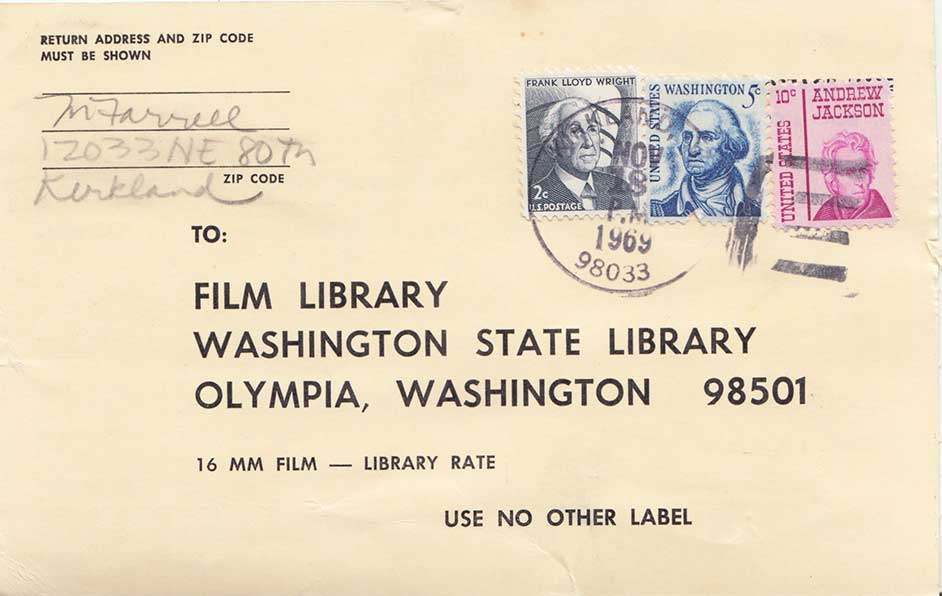 RETURN ADDRESS AND ZIP CODE
MUST BE SHOWN
M Farrell
12033 NE 80th
Kirkland
ZIP CODE
FRANK LLOYD WRIGHT
2c
U.S. POSTAGE
WASHINGTON 5c
UNITED STATES
10c ANDREW
JACKSON
UNITED STATES
KIRKLAND
NOV
P.M
1969
98033
TO:
FILM LIBRARY
WASHINGTON STATE LIBRARY
OLYMPIA, WASHINGTON 98501
16 MM FILM — LIBRARY RATE
USE NO OTHER LABEL